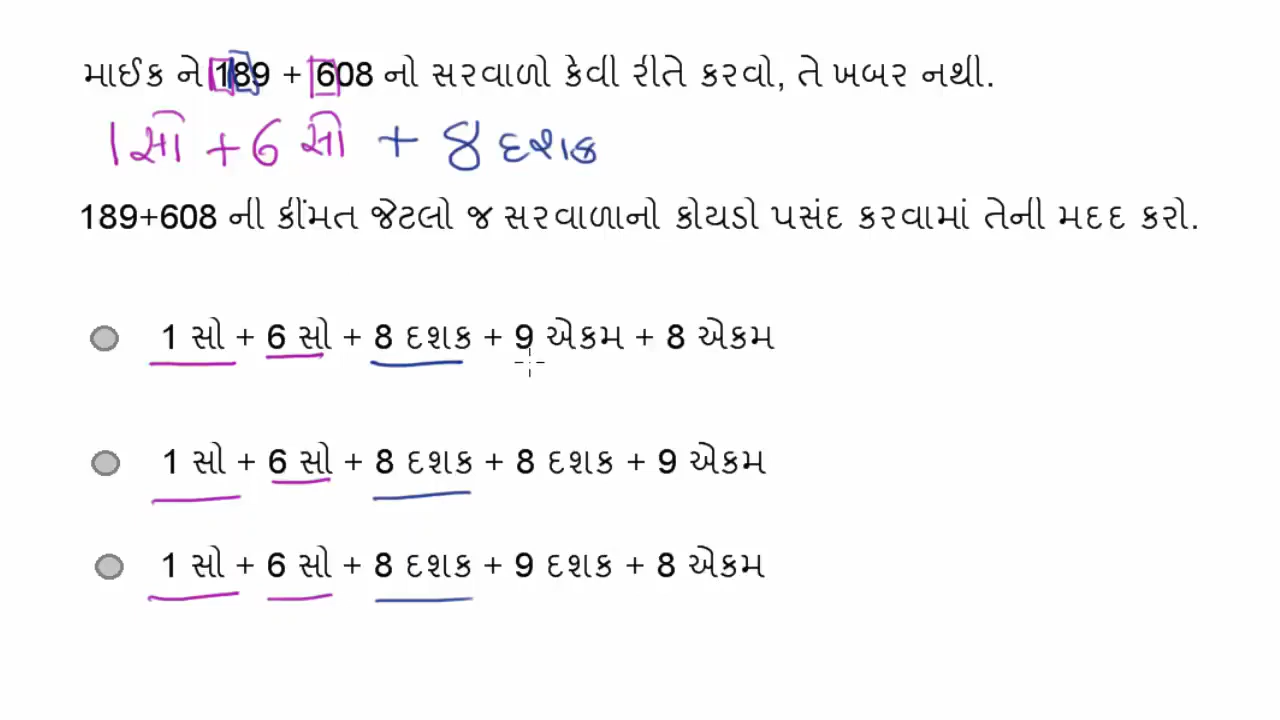 માઈક ને 189 + 608 નો સરવાળો કેવી રીતે કરવો, તે ખબર નથી.
1 સો + 6 સો + 8 દશક
189+608 ની કીંમત જેટલો જ સરવાળાનો કોયડો પસંદ કરવામાં તેની મદદ કરો.
1 સો + 6 સો + 8 દશક + 9 એકમ + 8 એકમ
1 સો + 6 સો + 8 દશક + 8 દશક + 9 એકમ
1 સો + 6 સો + 8 દશક + 9 દશક + 8 એકમ